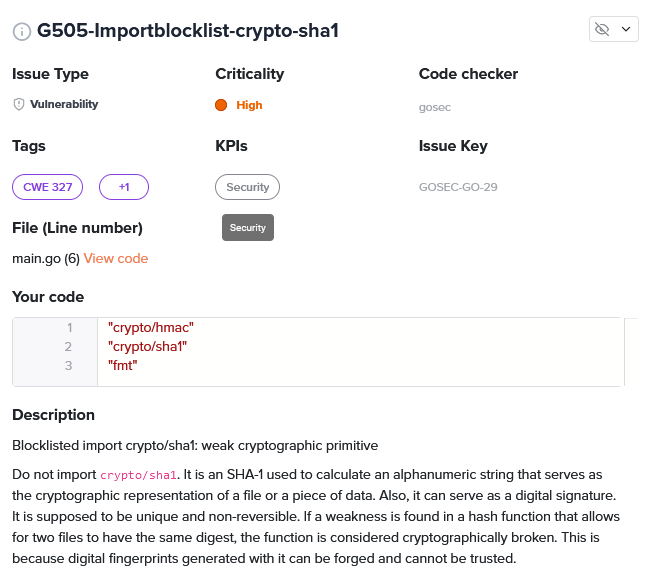 G505-Importblocklist-crypto-sha1
Issue Type
Criticality
Code checker
Vulnerability
High
gosec
Tags
KPIs
Issue Key
CWE 327
+1
Security
GOSEC-GO-29
File (Line number)
Security
main.go (6) View code
Your code
1 "crypto/hmac"
2 "crypto/sha1"
3 "fmt"
Description
Blocklisted import crypto/sha1: weak cryptographic primitive
Do not import crypto/sha1. It is an SHA-1 used to calculate an alphanumeric string that serves as
the cryptographic representation of a file or a piece of data. Also, it can serve as a digital signature.
It is supposed to be unique and non-reversible. If a weakness is found in a hash function that allows
for two files to have the same digest, the function is considered cryptographically broken. This is
because digital fingerprints generated with it can be forged and cannot be trusted.